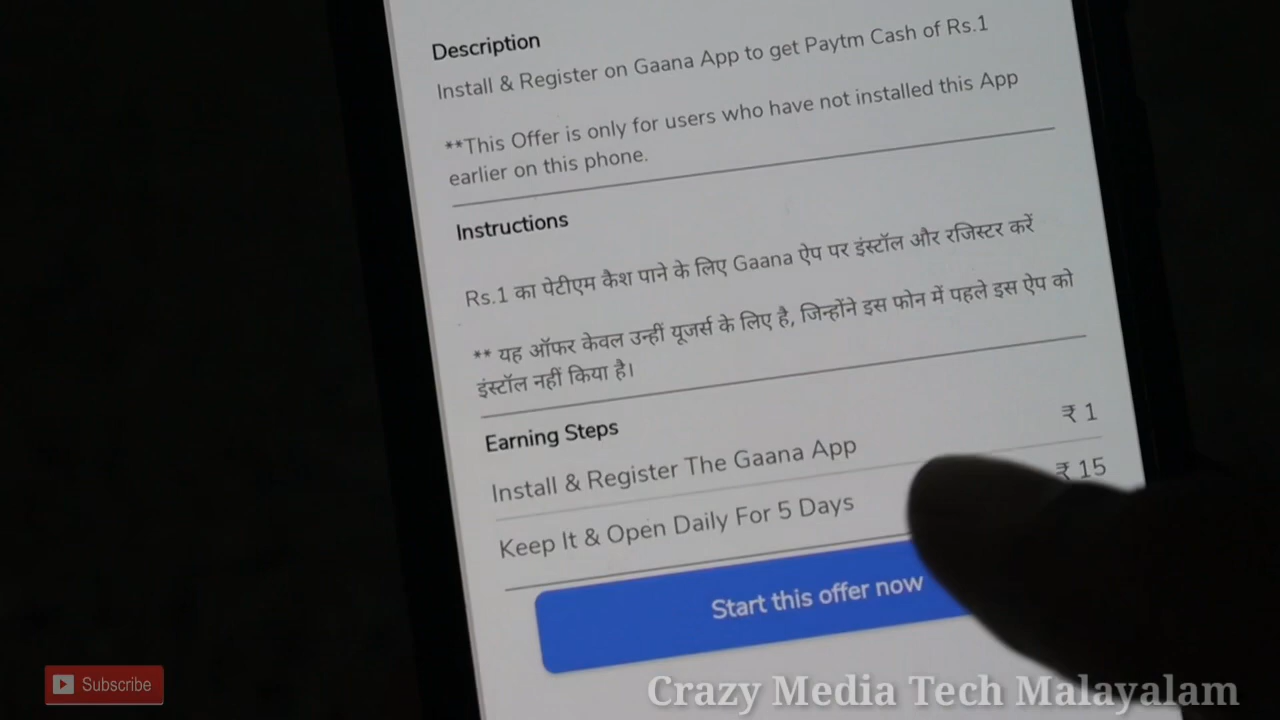 Description
Install & Register on Gaana App to get Paytm Cash of Rs.1
**This Offer is only for users who have not installed this App
earlier on this phone.
Instructions
Rs.1 का पेटीएम कैश पाने के लिए Gaana ऐप पर इंस्टॉल और रजिस्टर करें
** यह ऑफर केवल उन्हीं यूजर्स के लिए है, जिन्होंने इस फोन में पहले इस ऐप को
इंस्टॉल नहीं किया है।
Earning Steps
Install & Register The Gaana App ₹ 1
Keep It & Open Daily For 5 Days ₹ 15
Start this offer now
Subscribe
Crazy Media Tech Malayalam